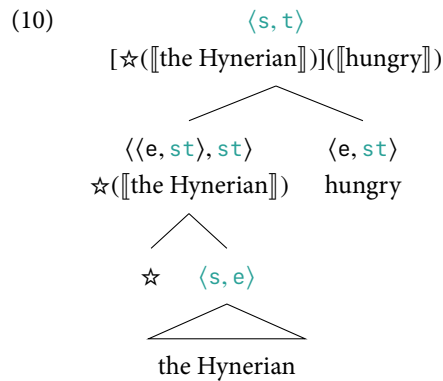 (10) ⟨s, t⟩
[☆(⟦the Hynerian⟧)](⟦hungry⟧)
⟨⟨e, st⟩, st⟩ ⟨e, st⟩
☆(⟦the Hynerian⟧) hungry
☆ ⟨s, e⟩
the Hynerian